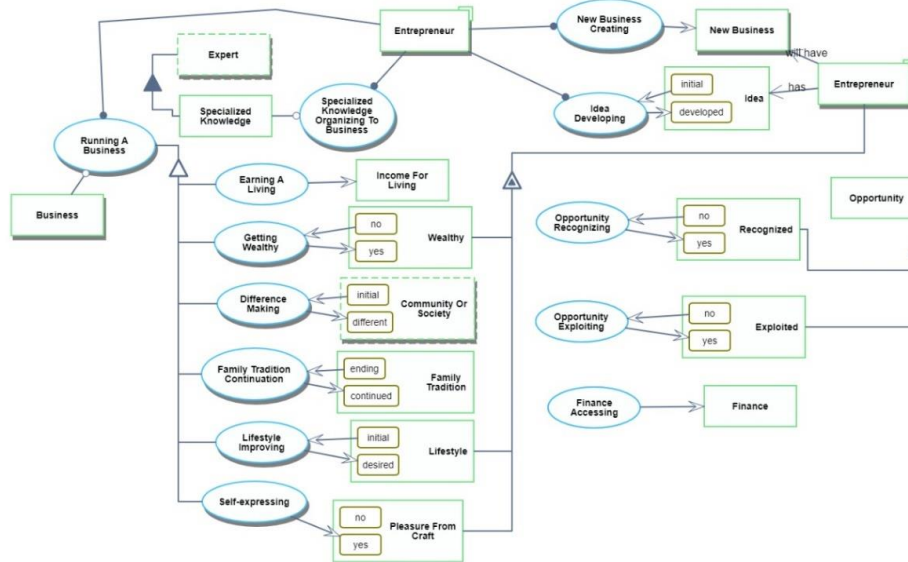 Entrepreneur
New Business
Creating
New Business
will have
Expert
Entrepreneur
has
initial
Idea
developed
Idea
Developing
Specialized
Knowledge
Specialized
Knowledge
Organizing To
Business
Running A
Business
Business
Earning A
Living
Income For
Living
Getting
Wealthy
no
yes
Wealthy
Difference
Making
initial
different
Community Or
Society
Family Tradition
Continuation
ending
continued
Family
Tradition
Lifestyle
Improving
initial
desired
Lifestyle
Self-expressing
no
yes
Pleasure From
Craft
Opportunity
Opportunity
Recognizing
no
yes
Recognized
Opportunity
Exploiting
no
yes
Exploited
Finance
Accessing
Finance